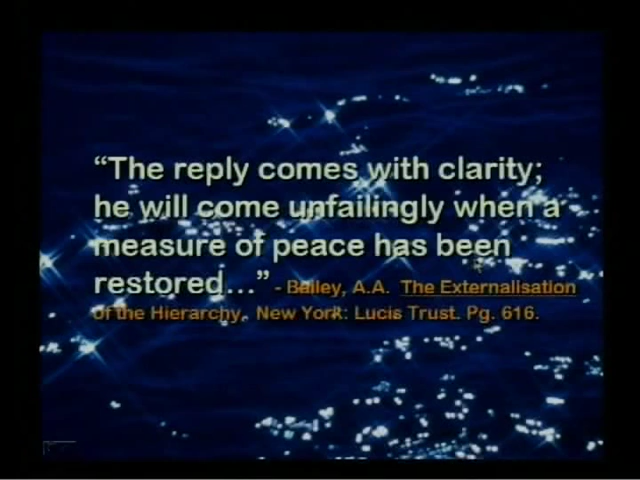 “The reply comes with clarity;
he will come unfailingly when a
measure of peace has been
restored…” - Bailey, A.A. The Externalisation
of the Hierarchy. New York: Lucis Trust. Pg. 616.